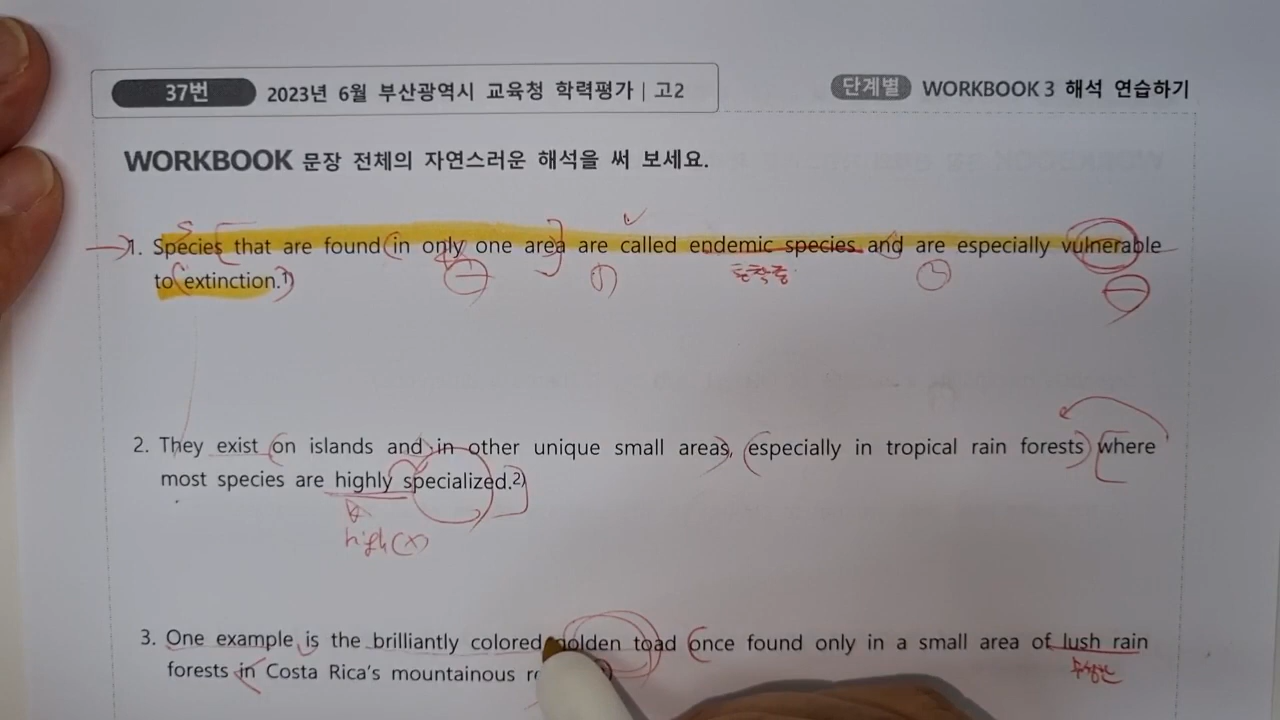 37번 2023년 6월 부산광역시 교육청 학력평가 | 고2 단계별 WORKBOOK 3 해석 연습하기
WORKBOOK 문장 전체의 자연스러운 해석을 써 보세요.
1. Species that are found in only one area are called endemic species and are especially vulnerable
to extinction.1)
토착종
2. They exist on islands and in other unique small areas, especially in tropical rain forests where
most species are highly specialized.2)
high(X)
3. One example is the brilliantly colored golden toad once found only in a small area of lush rain
forests in Costa Rica's mountainous